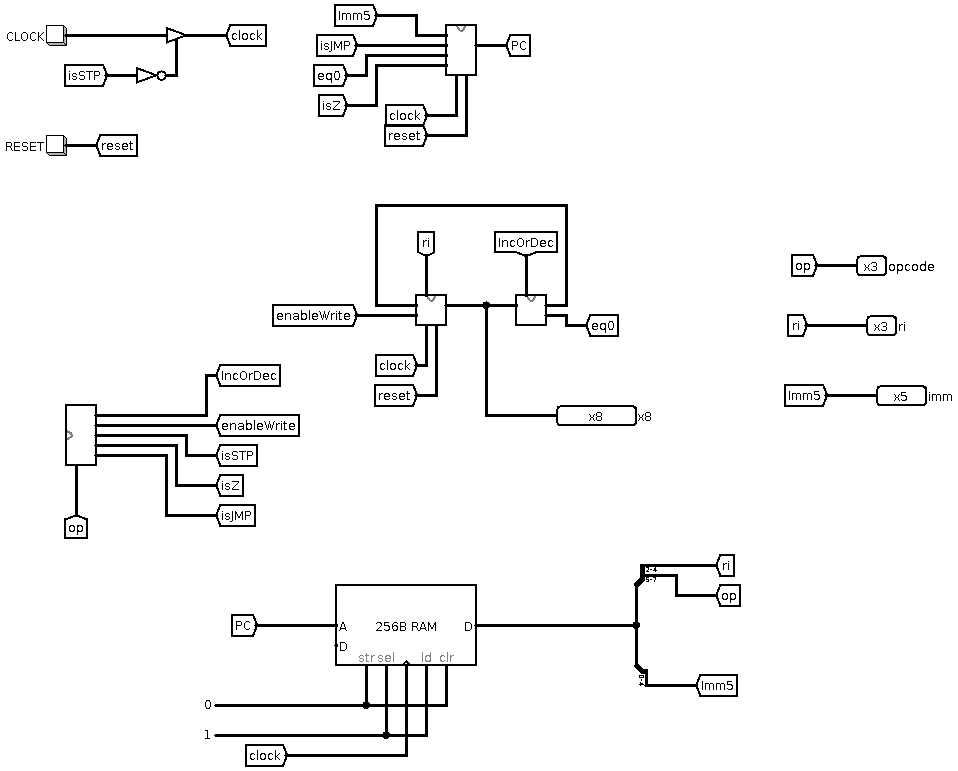 CLOCK
clock
isSTP
RESET
reset
Imm5
isJMP
PC
eq0
isZ
clock
reset
ri
IncOrDec
enableWrite
eq0
clock
reset
x8 x8
op x3 opcode
ri x3 ri
Imm5 x5 imm
IncOrDec
enableWrite
isSTP
isZ
isJMP
op
PC
A 256B RAM D
D
str sel ld clr
0
1
clock
2-4
5-7
ri
op
0-4
Imm5